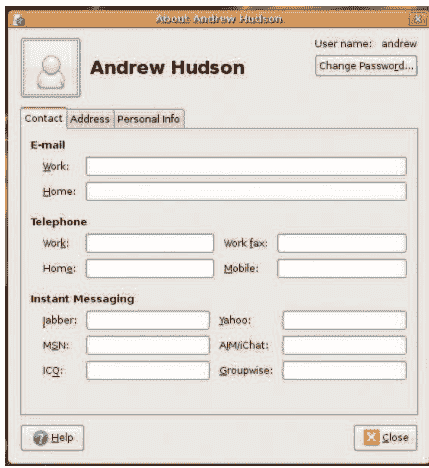 About Andrew Hudson
User name: andrew
Andrew Hudson
Change Password...
Contact Address Personal Info
E-mail
Work:
Home:
Telephone
Work: Work fax:
Home: Mobile:
Instant Messaging
Jabber: Yahoo:
MSN: AIM/iChat:
ICQ: Groupwise:
Help Close